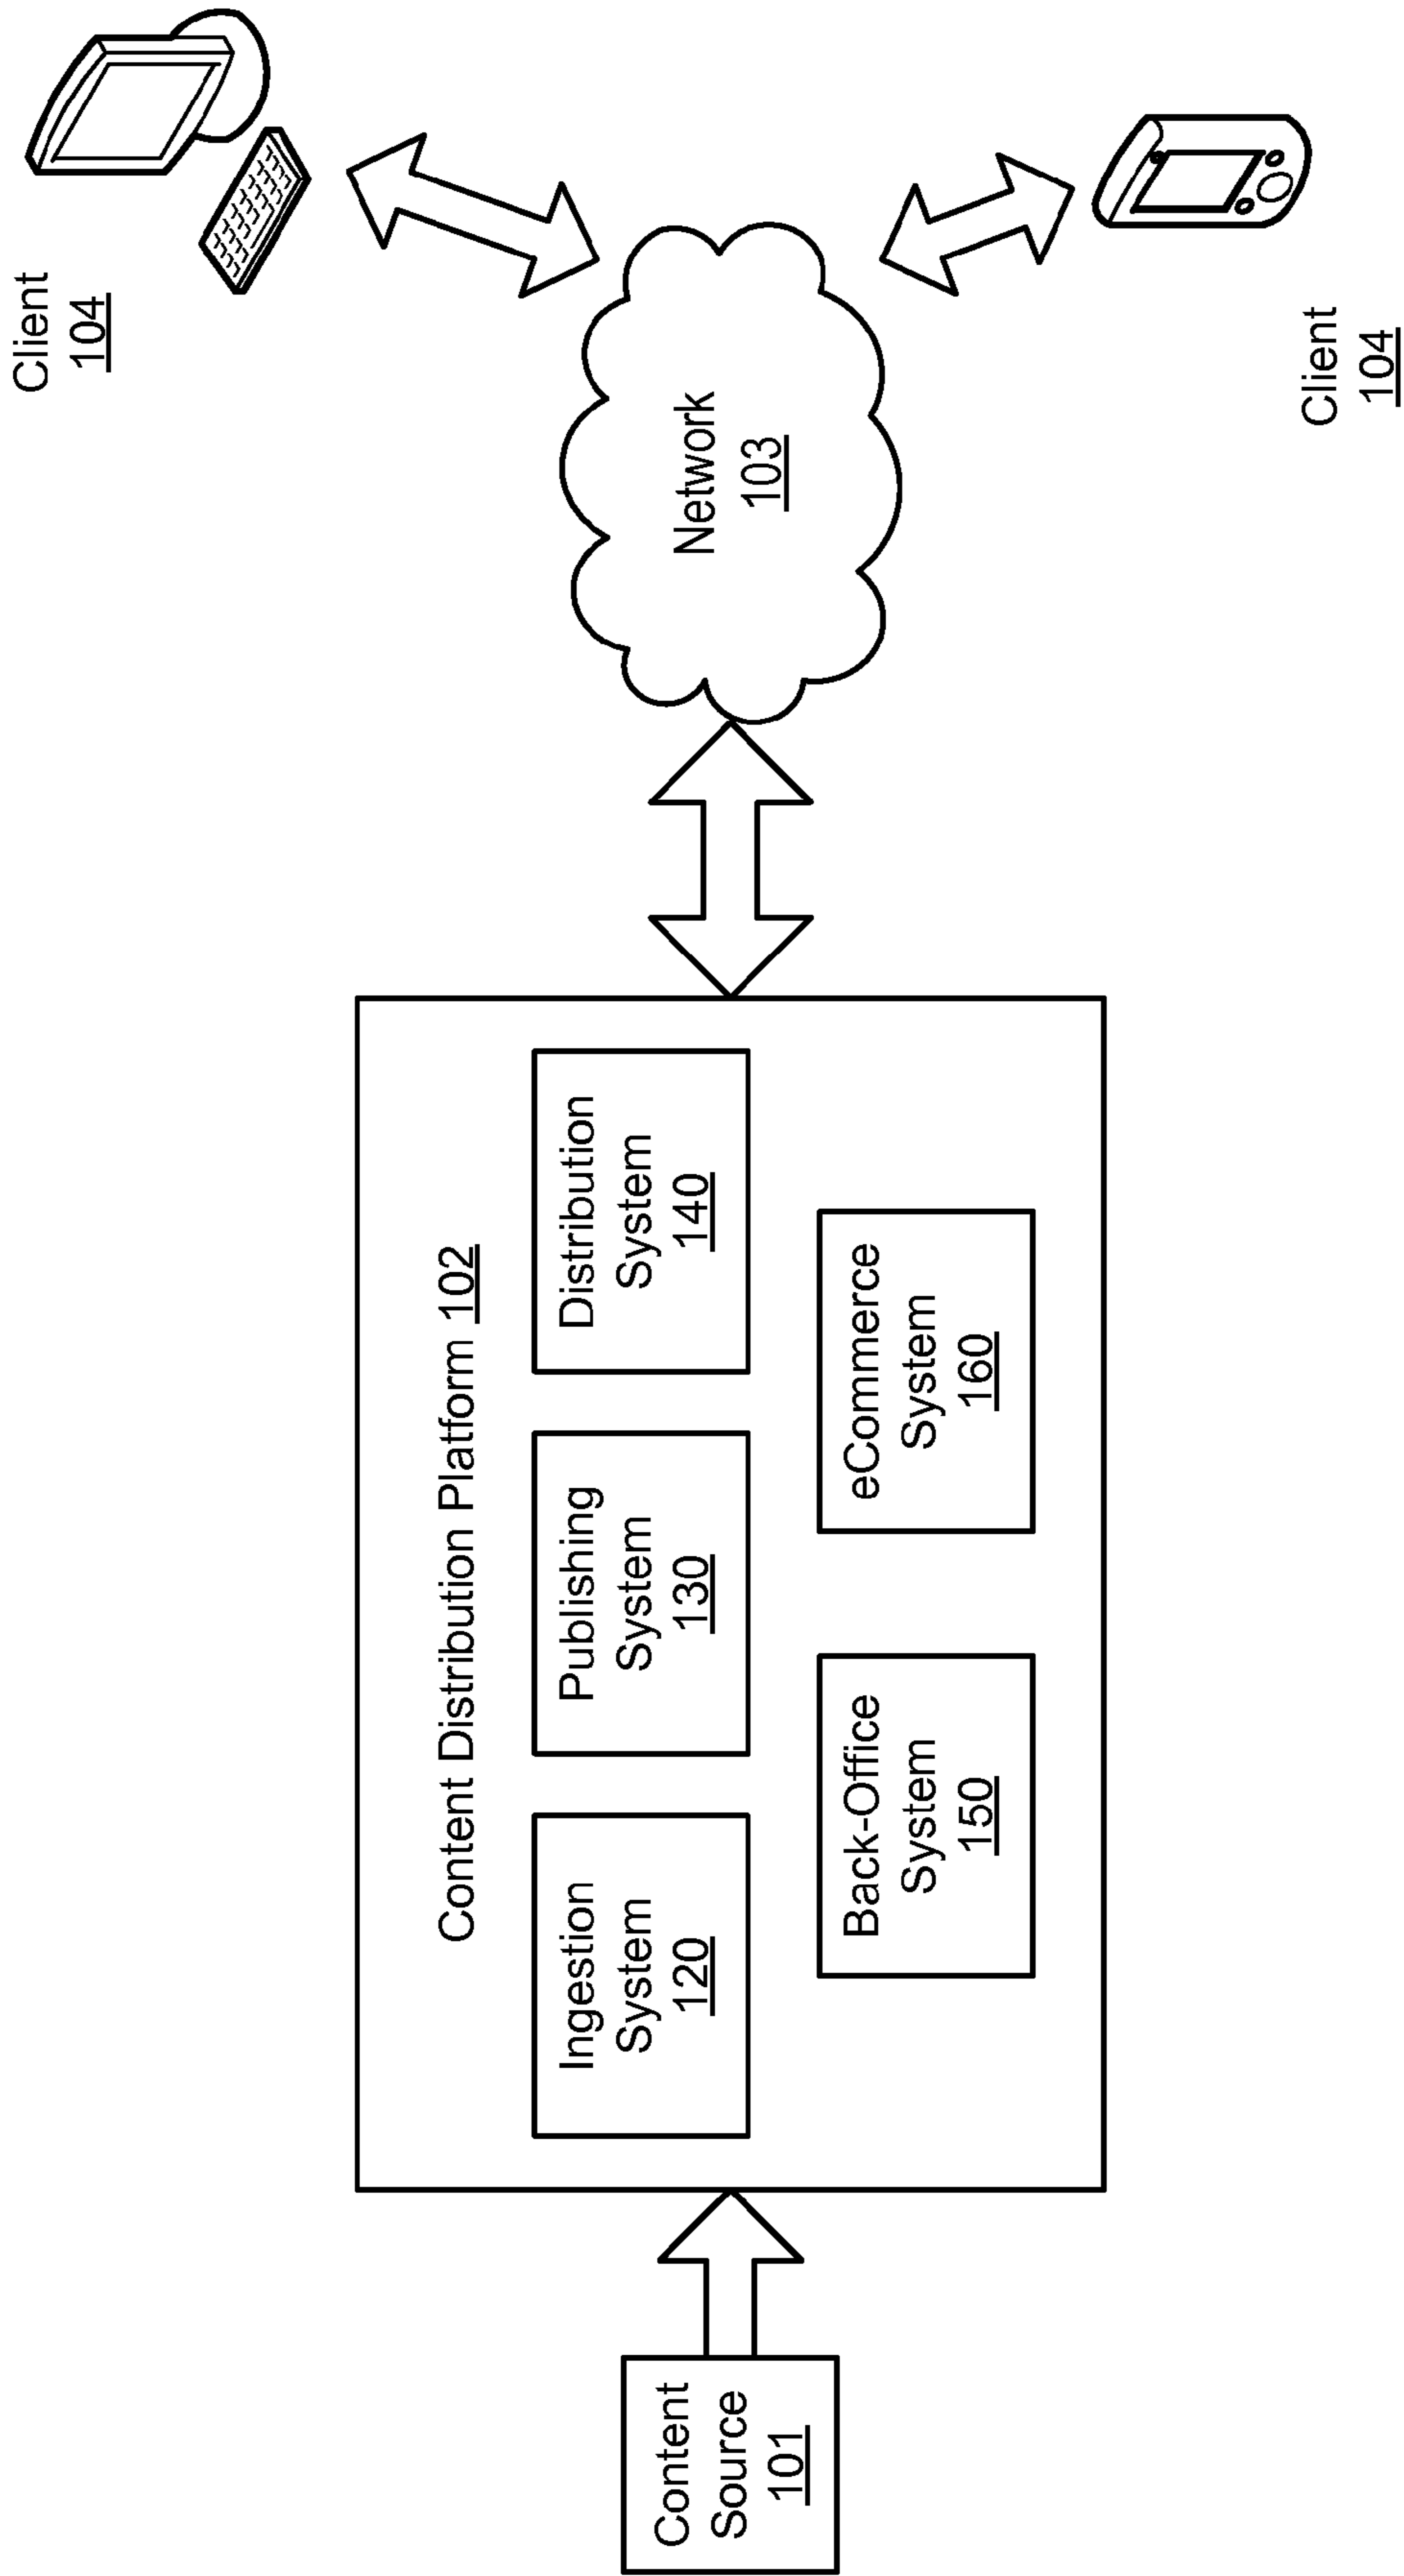 Content
Source
101
Content Distribution Platform 102
Ingestion
System
120
Publishing
System
130
Distribution
System
140
Back-Office
System
150
eCommerce
System
160
Network
103
Client
104
Client
104